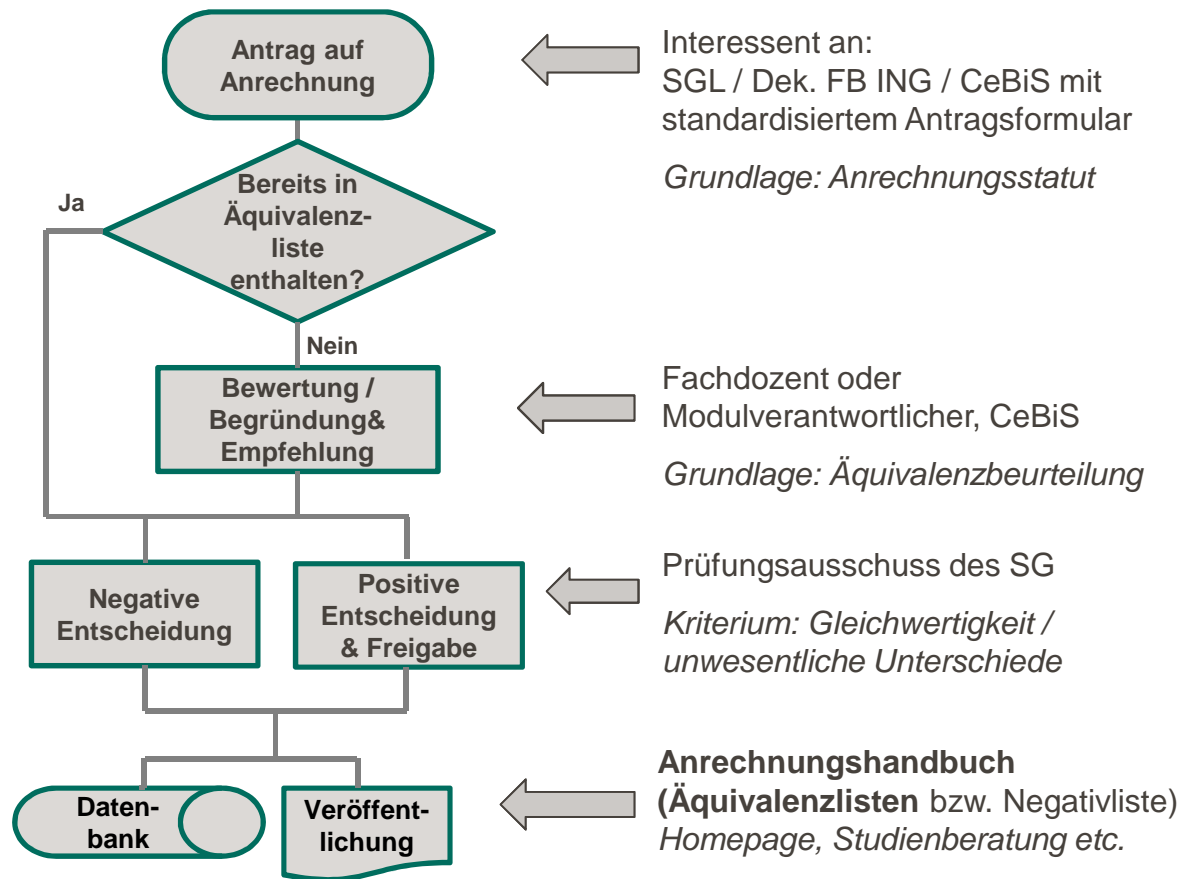 Antrag auf
Anrechnung
Interessent an:
SGL / Dek. FB ING / CeBiS mit
standardisiertem Antragsformular
Grundlage: Anrechnungsstatut
Ja
Bereits in
Äquivalenz-
liste
enthalten?
Nein
Bewertung /
Begründung&
Empfehlung
Fachdozent oder
Modulverantwortlicher, CeBiS
Grundlage: Äquivalenzbeurteilung
Negative
Entscheidung
Positive
Entscheidung
& Freigabe
Prüfungsausschuss des SG
Kriterium: Gleichwertigkeit /
unwesentliche Unterschiede
Daten-
bank
Veröffent-
lichung
Anrechnungshandbuch
(Äquivalenzlisten bzw. Negativliste)
Homepage, Studienberatung etc.